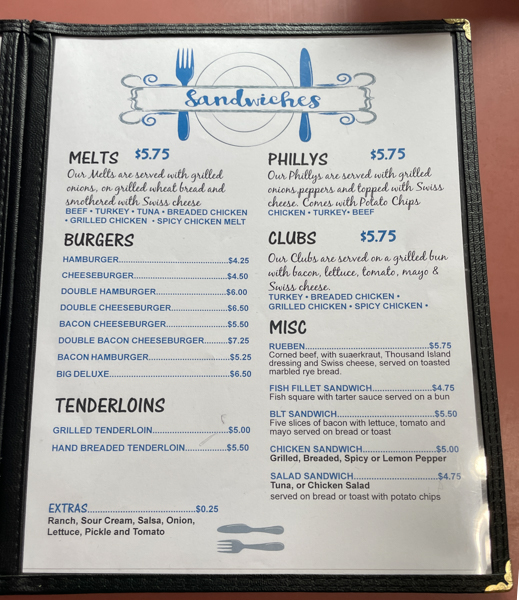 Sandwiches
MELTS $5.75
Our Melts are served with grilled
onions, on grilled wheat bread and
smothered with Swiss cheese
BEEF • TURKEY • TUNA • BREADED CHICKEN
• GRILLED CHICKEN • SPICY CHICKEN MELT
BURGERS
HAMBURGER....................................................$4.25
CHEESEBURGER...............................................$4.50
DOUBLE HAMBURGER.......................................$6.00
DOUBLE CHEESEBURGER..................................$6.50
BACON CHEESEBURGER...................................$5.50
DOUBLE BACON CHEESEBURGER.......................$7.25
BACON HAMBURGER........................................$5.25
BIG DELUXE.....................................................$6.50
TENDERLOINS
GRILLED TENDERLOIN.......................................$5.00
HAND BREADED TENDERLOIN............................$5.50
EXTRAS..........................................$0.25
Ranch, Sour Cream, Salsa, Onion,
Lettuce, Pickle and Tomato
PHILLYS $5.75
Our Phillys are served with grilled
onions,peppers and topped with Swiss
cheese. Comes with Potato Chips
CHICKEN • TURKEY• BEEF
CLUBS $5.75
Our Clubs are served on a grilled bun
with bacon, lettuce, tomato, mayo &
Swiss cheese.
TURKEY • BREADED CHICKEN •
GRILLED CHICKEN • SPICY CHICKEN •
MISC
RUEBEN..................................................$5.75
Corned beef, with suaerkraut, Thousand Island
dressing and Swiss cheese, served on toasted
marbled rye bread.
FISH FILLET SANDWICH............................$4.75
Fish square with tarter sauce served on a bun
BLT SANDWICH........................................$5.50
Five slices of bacon with lettuce, tomato and
mayo served on bread or toast
CHICKEN SANDWICH...............................$5.00
Grilled, Breaded, Spicy or Lemon Pepper
SALAD SANDWICH...................................$4.75
Tuna, or Chicken Salad
served on bread or toast with potato chips